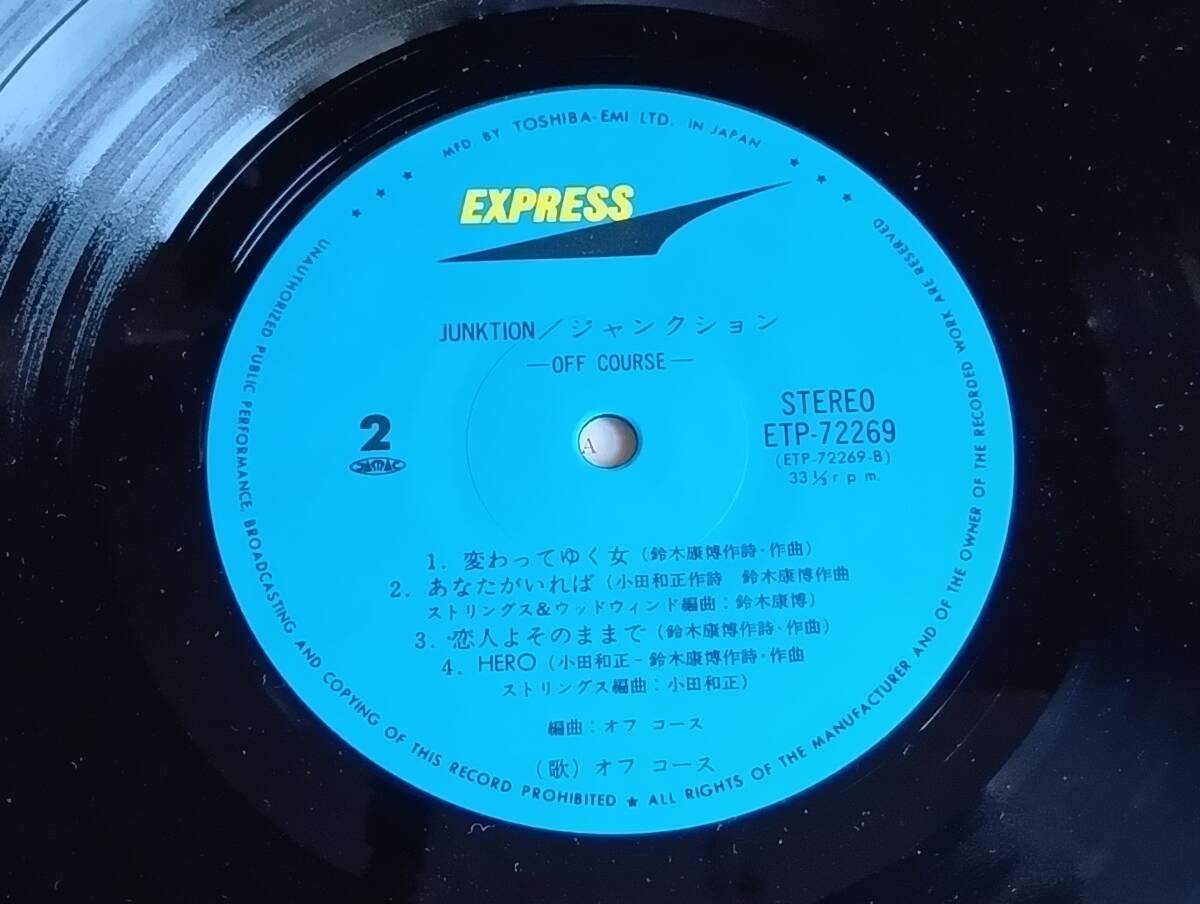 MFD BY TOSHIBA-EMI LTD. IN JAPAN
EXPRESS
JUNKTION/ジャンクション
—OFF COURSE—
2
JASRAC
A
STEREO
ETP-72269
(ETP-72269-B)
33⅓rpm.
1. 変わってゆく女(鈴木康博作詩・作曲)
2. あなたがいれば(小田和正作詩 鈴木康博作曲
ストリングス&ウッドウィンド編曲:鈴木康博)
3. 恋人よそのままで(鈴木康博作詩・作曲)
4. HERO(小田和正-鈴木康博作詩・作曲
ストリングス編曲:小田和正)
編曲:オフ コース
(歌)オフ コース
UNAUTHORIZED PUBLIC PERFORMANCE, BROADCASTING AND COPYING OF THIS RECORD PROHIBITED ★ ALL RIGHTS OF THE MANUFACTURER AND OF THE OWNER OF THE RECORDED WORK ARE RESERVED